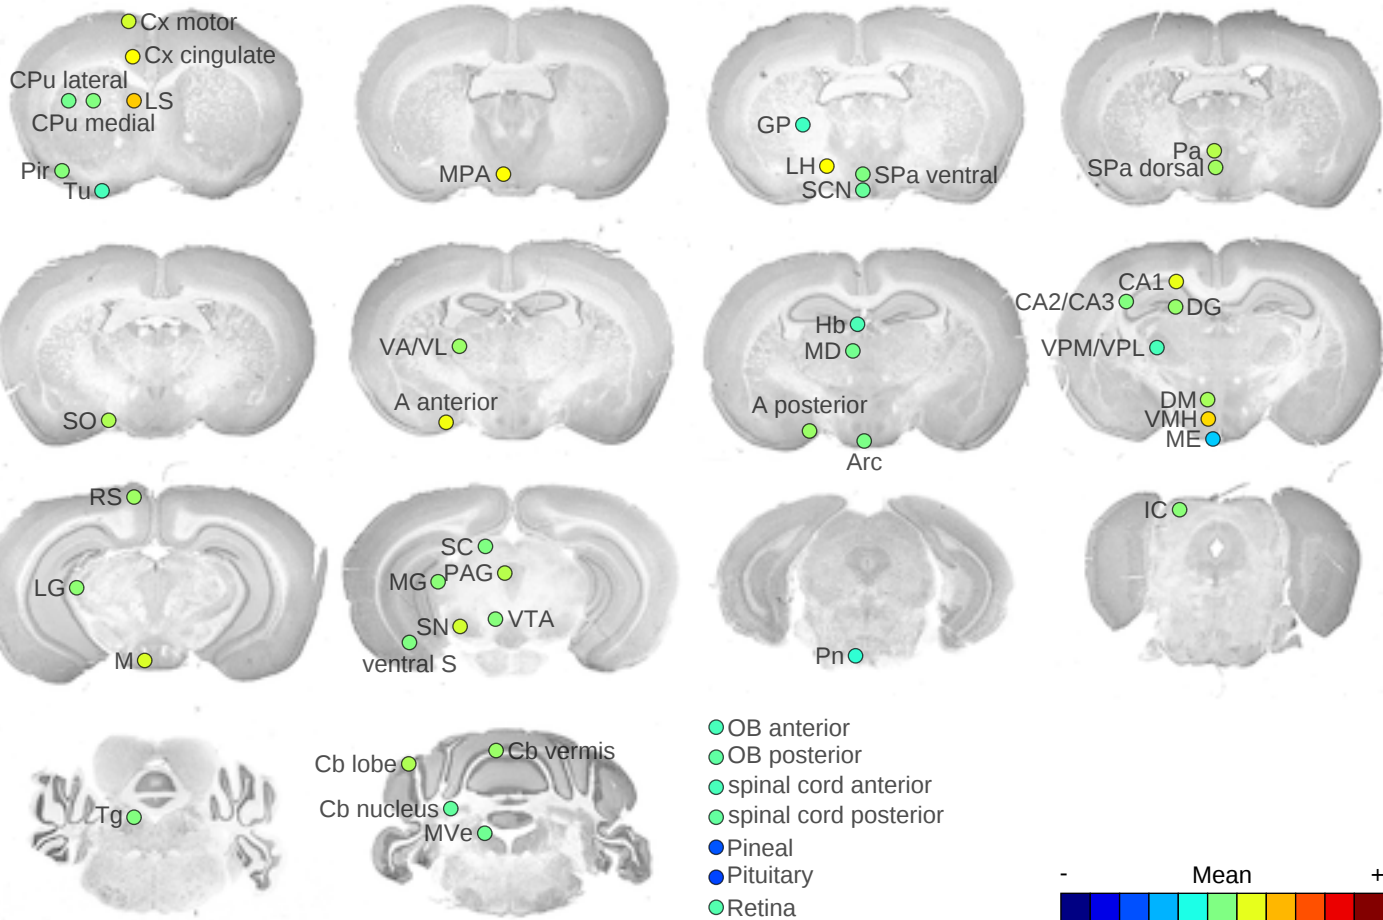 Cx motor
Cx cingulate
CPu lateral
LS
CPu medial
Pir
Tu
MPA
GP
LH
SPa ventral
SCN
Pa
SPa dorsal
SO
VA/VL
A anterior
Hb
MD
A posterior
Arc
CA1
CA2/CA3
DG
VPM/VPL
DM
VMH
ME
RS
LG
M
SC
MG
PAG
SN
VTA
ventral S
Pn
IC
Tg
Cb lobe
Cb vermis
Cb nucleus
MVe
OB anterior
OB posterior
spinal cord anterior
spinal cord posterior
Pineal
Pituitary
Retina
- Mean +